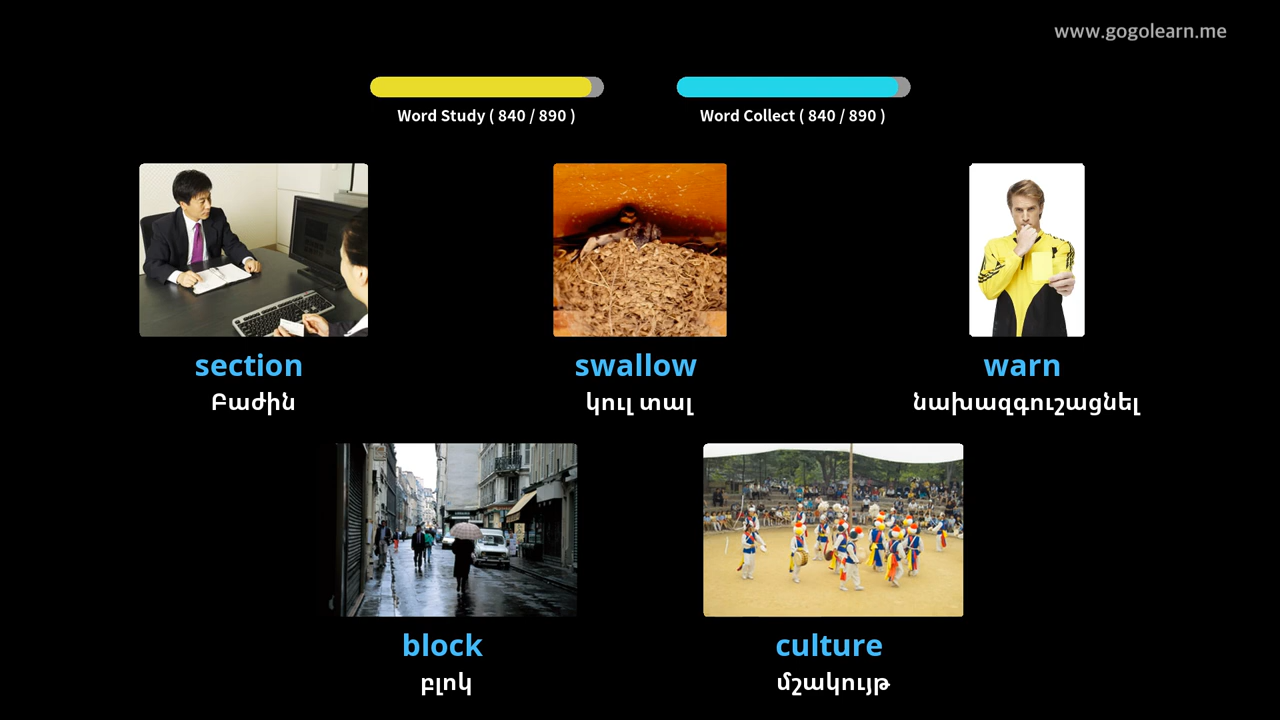 www.gogolearn.me
Word Study ( 840 / 890 )
Word Collect ( 840 / 890 )
section
Բաժին
swallow
կուլ տալ
warn
նախազգուշացնել
block
բլոկ
culture
մշակույթ